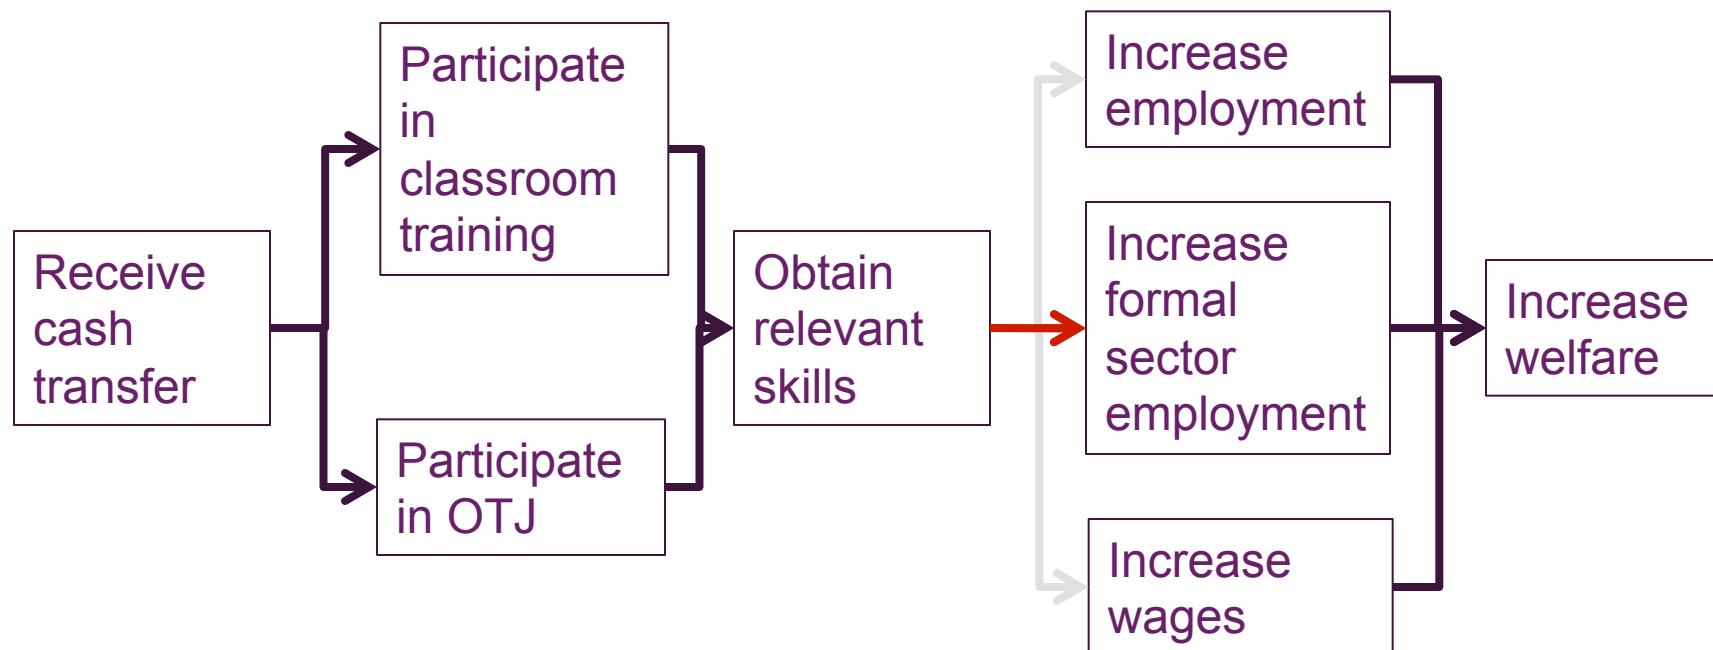 Receive
cash
transfer
Participate
in
classroom
training
Participate
in OTJ
Obtain
relevant
skills
Increase
employment
Increase
formal
sector
employment
Increase
wages
Increase
welfare